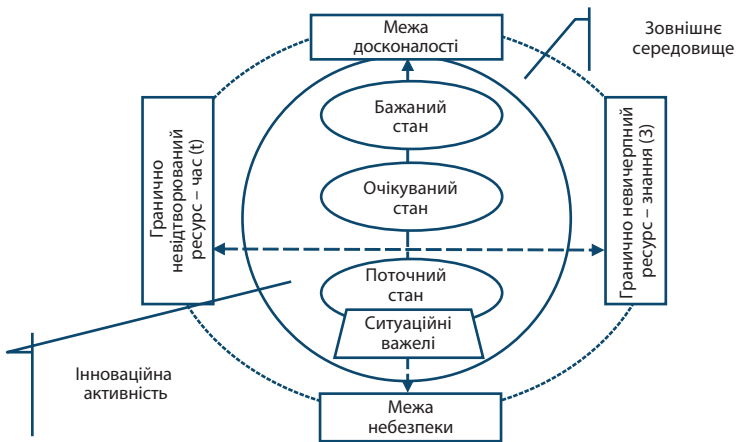 Межа
досконалості
Зовнішнє
середовище
Бажаний
стан
Гранично
невідтворюваний
ресурс – час (t)
Очікуваний
стан
Гранично невичерпний
ресурс – знання (З)
Поточний
стан
Ситуаційні
важелі
Інноваційна
активність
Межа
небезпеки